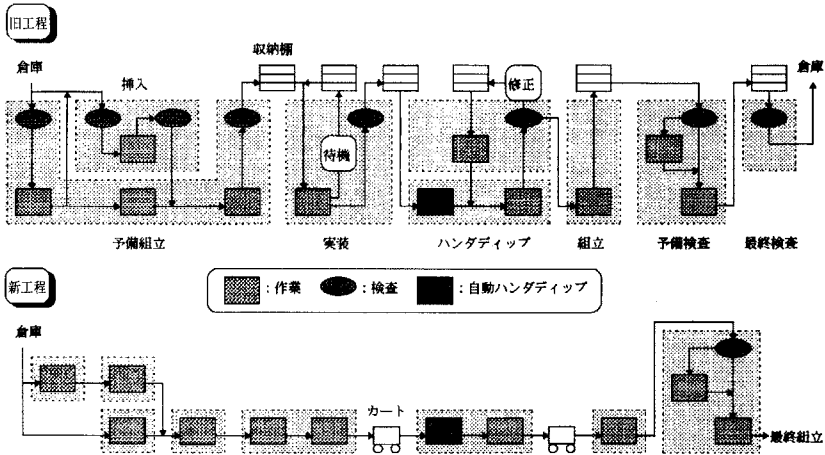 旧工程
収納棚
倉庫
挿入
修正
倉庫
待機
予備組立
実装
ハンダディップ
組立
予備検査
最終検査
新工程
:作業
:検査
:自動ハンダディップ
倉庫
カート
最終組立